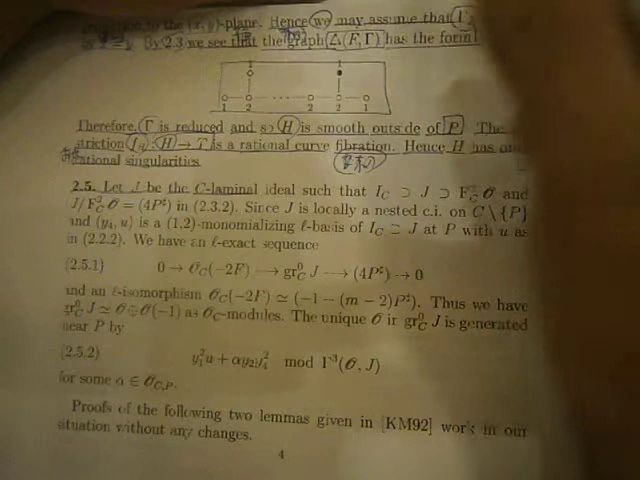 to the (x, y)-plane. Hence we may assume that Γ
By 2.3 we see that the graph Δ(F, Γ) has the form
1 1
1 2 ... 2 2 1
Therefore, Γ is reduced and so H is smooth outside of P. The
striction : H → T is a rational curve fibration. Hence H has only
rational singularities
2.5. Let J be the C-laminal ideal such that I_C ⊃ J ⊃ F²_C 𝒪 and
J/F²_C 𝒪 = (4P♯) in (2.3.2). Since J is locally a nested c.i. on C \ {P}
and (y₄, u) is a (1,2)-monomializing ℓ-basis of I_C ⊃ J at P with u as
in (2.2.2). We have an ℓ-exact sequence
(2.5.1) 0 → 𝒪_C(−2F) ⟶ gr⁰_C J ⟶ (4P♯) → 0
and an ℓ-isomorphism 𝒪_C(−2F) ≃ (−1 − (m − 2)P♯). Thus we have
gr⁰_C J ≃ 𝒪 ⊕ 𝒪(−1) as 𝒪_C-modules. The unique 𝒪 in gr⁰_C J is generated
near P by
(2.5.2) mod F³(𝒪, J)
for some α ∈ 𝒪_{C,P}.
Proofs of the following two lemmas given in [KM92] work in our
situation without any changes.
4